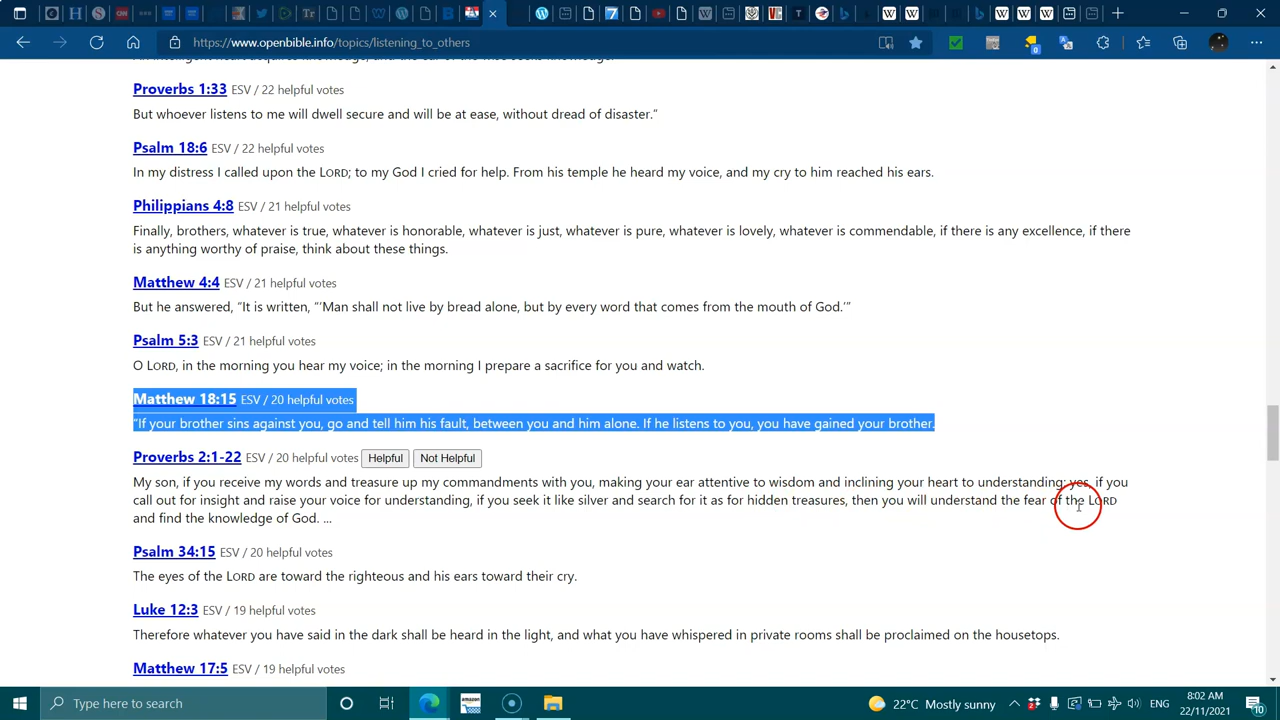 https://www.openbible.info/topics/listening_to_others
Proverbs 1:33 ESV / 22 helpful votes
But whoever listens to me will dwell secure and will be at ease, without dread of disaster.”
Psalm 18:6 ESV / 22 helpful votes
In my distress I called upon the LORD; to my God I cried for help. From his temple he heard my voice, and my cry to him reached his ears.
Philippians 4:8 ESV / 21 helpful votes
Finally, brothers, whatever is true, whatever is honorable, whatever is just, whatever is pure, whatever is lovely, whatever is commendable, if there is any excellence, if there
is anything worthy of praise, think about these things.
Matthew 4:4 ESV / 21 helpful votes
But he answered, “It is written, “‘Man shall not live by bread alone, but by every word that comes from the mouth of God.’”
Psalm 5:3 ESV / 21 helpful votes
O LORD, in the morning you hear my voice; in the morning I prepare a sacrifice for you and watch.
Matthew 18:15 ESV / 20 helpful votes
“If your brother sins against you, go and tell him his fault, between you and him alone. If he listens to you, you have gained your brother.
Proverbs 2:1-22 ESV / 20 helpful votes Helpful Not Helpful
My son, if you receive my words and treasure up my commandments with you, making your ear attentive to wisdom and inclining your heart to understanding; yes, if you
call out for insight and raise your voice for understanding, if you seek it like silver and search for it as for hidden treasures, then you will understand the fear of the LORD
and find the knowledge of God. ...
Psalm 34:15 ESV / 20 helpful votes
The eyes of the LORD are toward the righteous and his ears toward their cry.
Luke 12:3 ESV / 19 helpful votes
Therefore whatever you have said in the dark shall be heard in the light, and what you have whispered in private rooms shall be proclaimed on the housetops.
Matthew 17:5 ESV / 19 helpful votes
Type here to search
22°C Mostly sunny
ENG
8:02 AM
22/11/2021